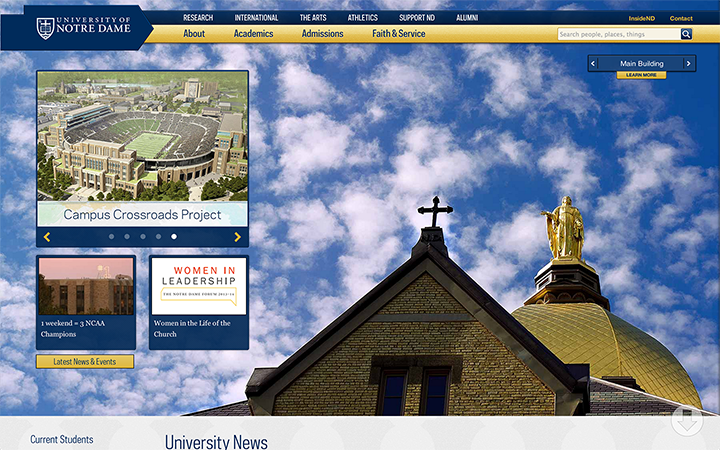 UNIVERSITY OF
NOTRE DAME
RESEARCH INTERNATIONAL THE ARTS ATHLETICS SUPPORT ND ALUMNI
InsideND Contact
About Academics Admissions Faith & Service
Search people, places, things
Main Building
LEARN MORE
Campus Crossroads Project
WOMEN IN
LEADERSHIP
THE NOTRE DAME FORUM 2013-14
1 weekend = 3 NCAA
Champions
Women in the Life of the
Church
Latest News & Events
Current Students
University News